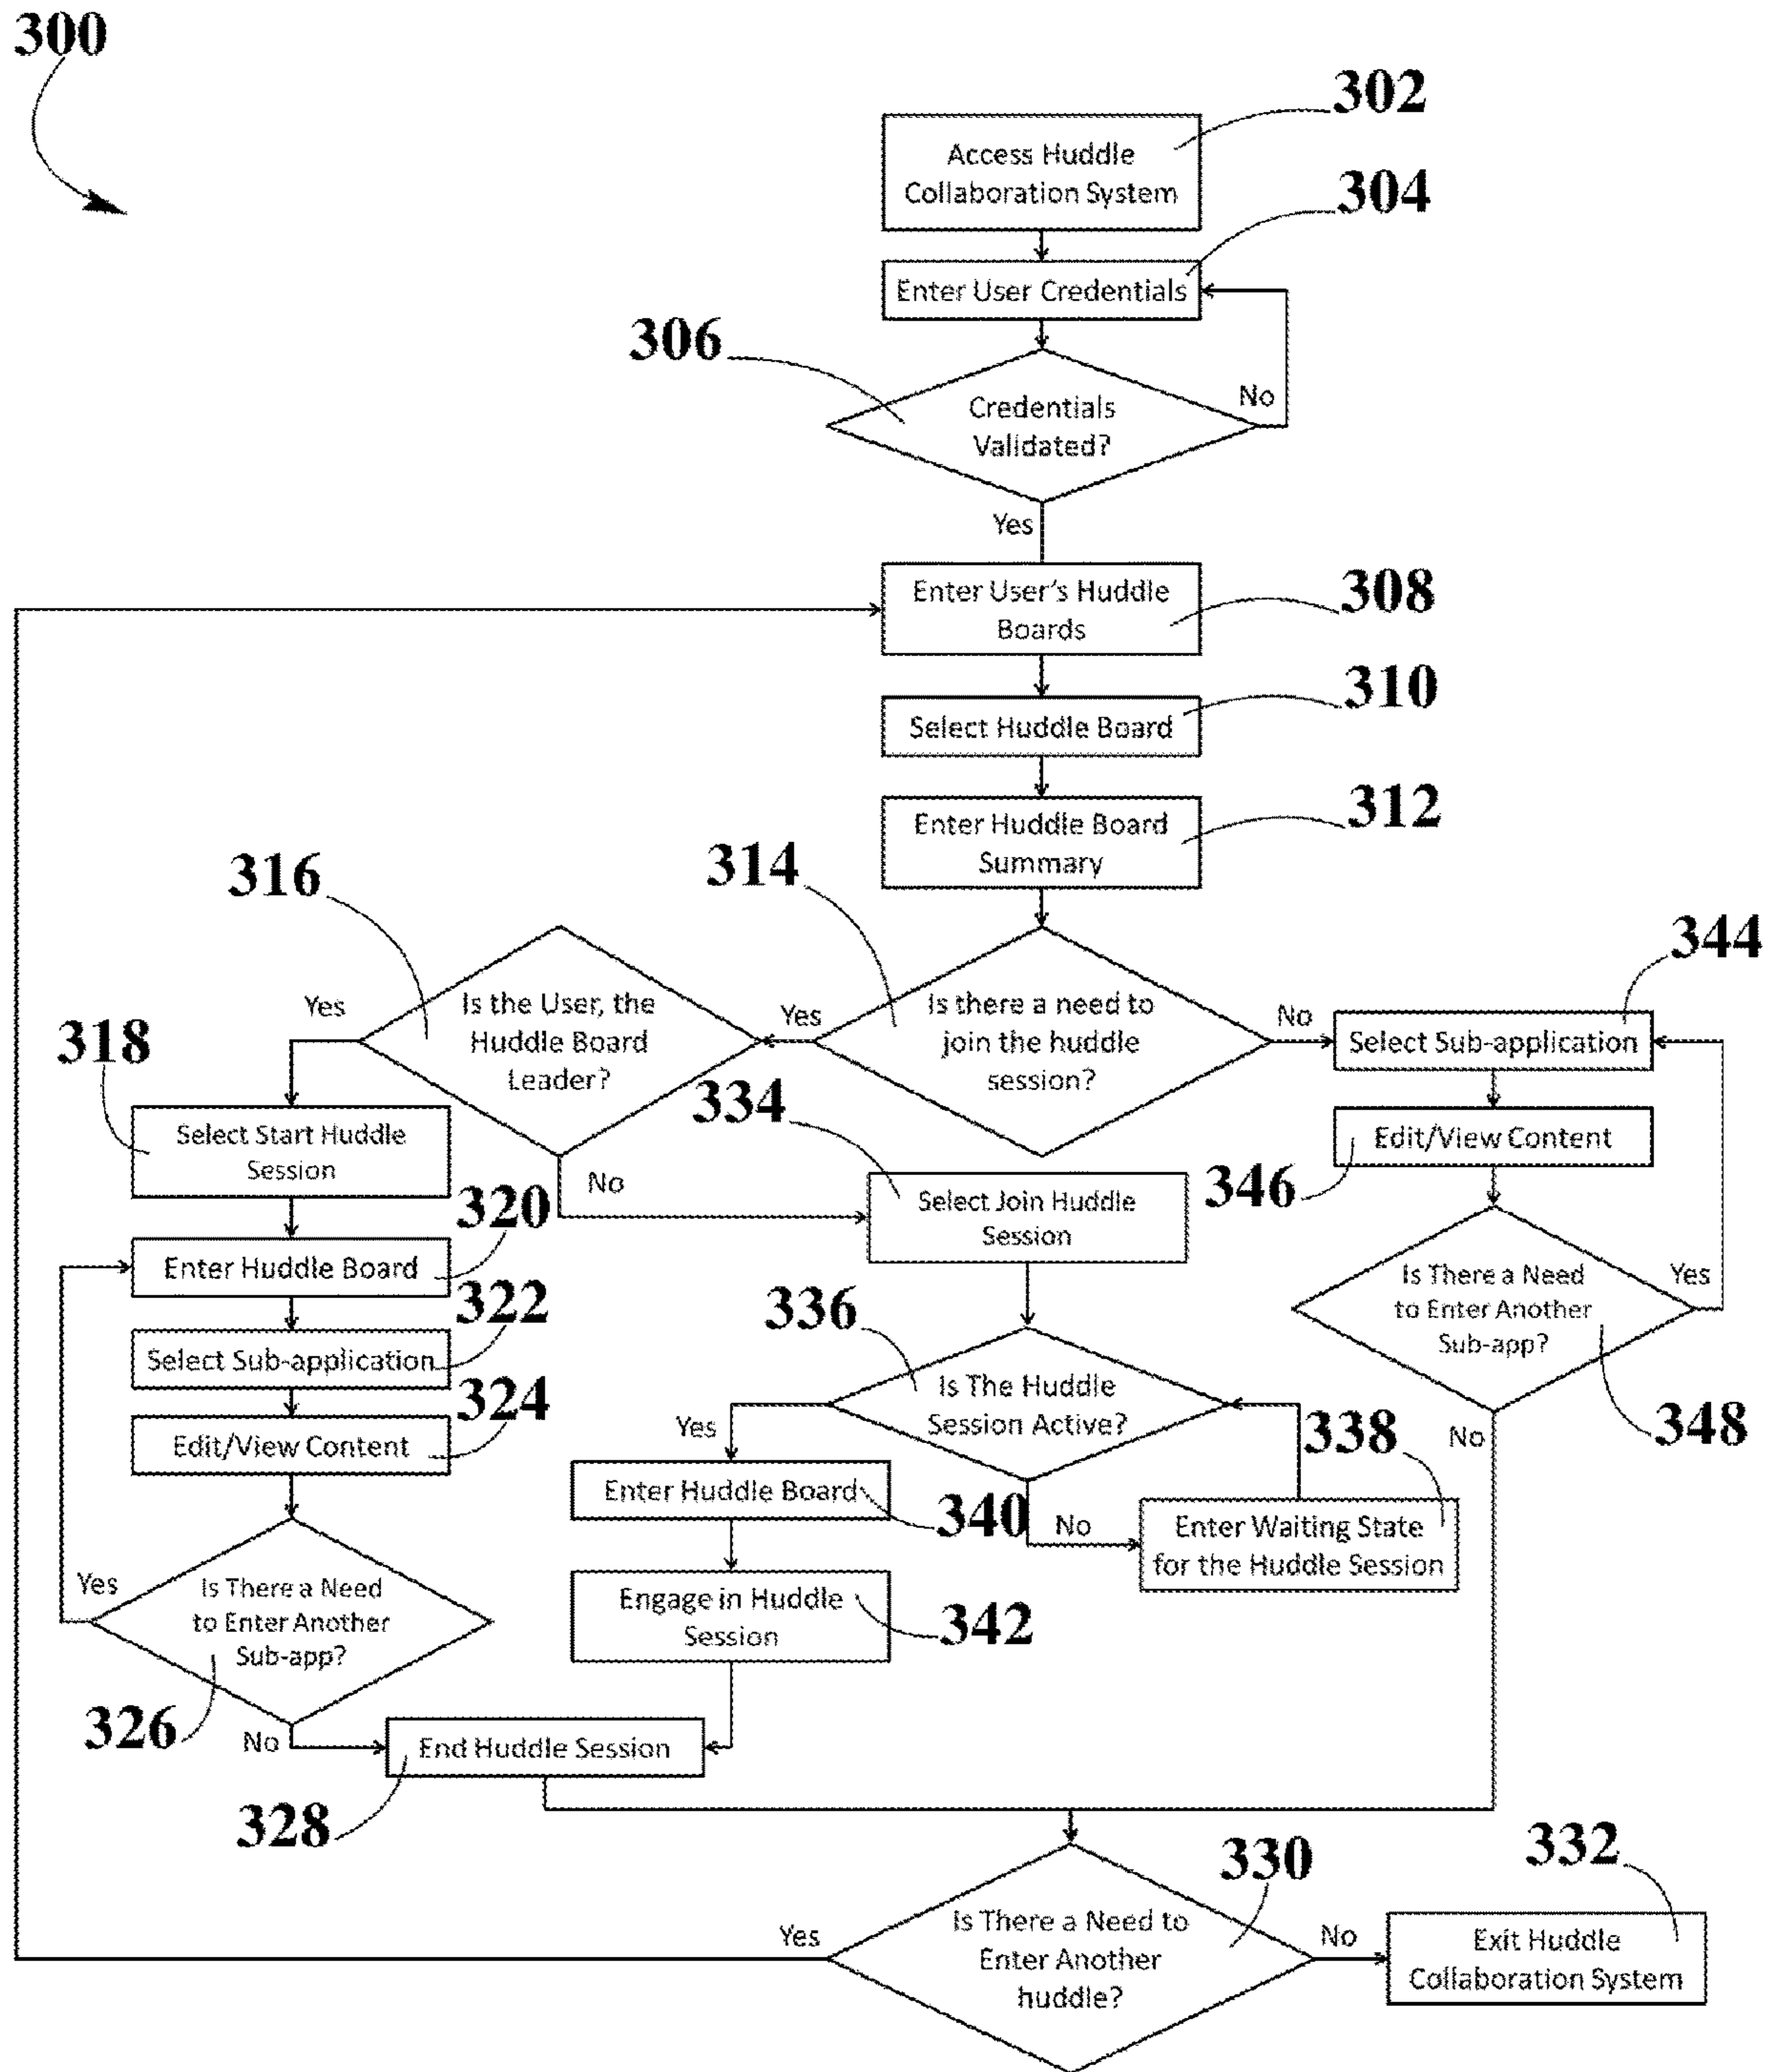 300
302
Access Huddle
Collaboration System
304
Enter User Credentials
306
Credentials
Validated?
No
Yes
Enter User's Huddle
Boards
308
310
Select Huddle Board
312
Enter Huddle Board
Summary
314
316
Is the User, the
Huddle Board
Leader?
Yes
Yes
Is there a need to
join the huddle
session?
No
344
Select Sub-application
318
Select Start Huddle
Session
334
No
Select Join Huddle
Session
Edit/View Content
346
320
Enter Huddle Board
322
Select Sub-application
324
Edit/View Content
336
Is The Huddle
Session Active?
Yes
Is There a Need
to Enter Another
Sub-app?
Yes
348
No
338
Enter Huddle Board
340
No
Enter Waiting State
for the Huddle Session
Yes
Is There a Need
to Enter Another
Sub-app?
Engage in Huddle
Session
342
326
No
End Huddle Session
328
330
332
Yes
Is There a Need to
Enter Another
huddle?
No
Exit Huddle
Collaboration System